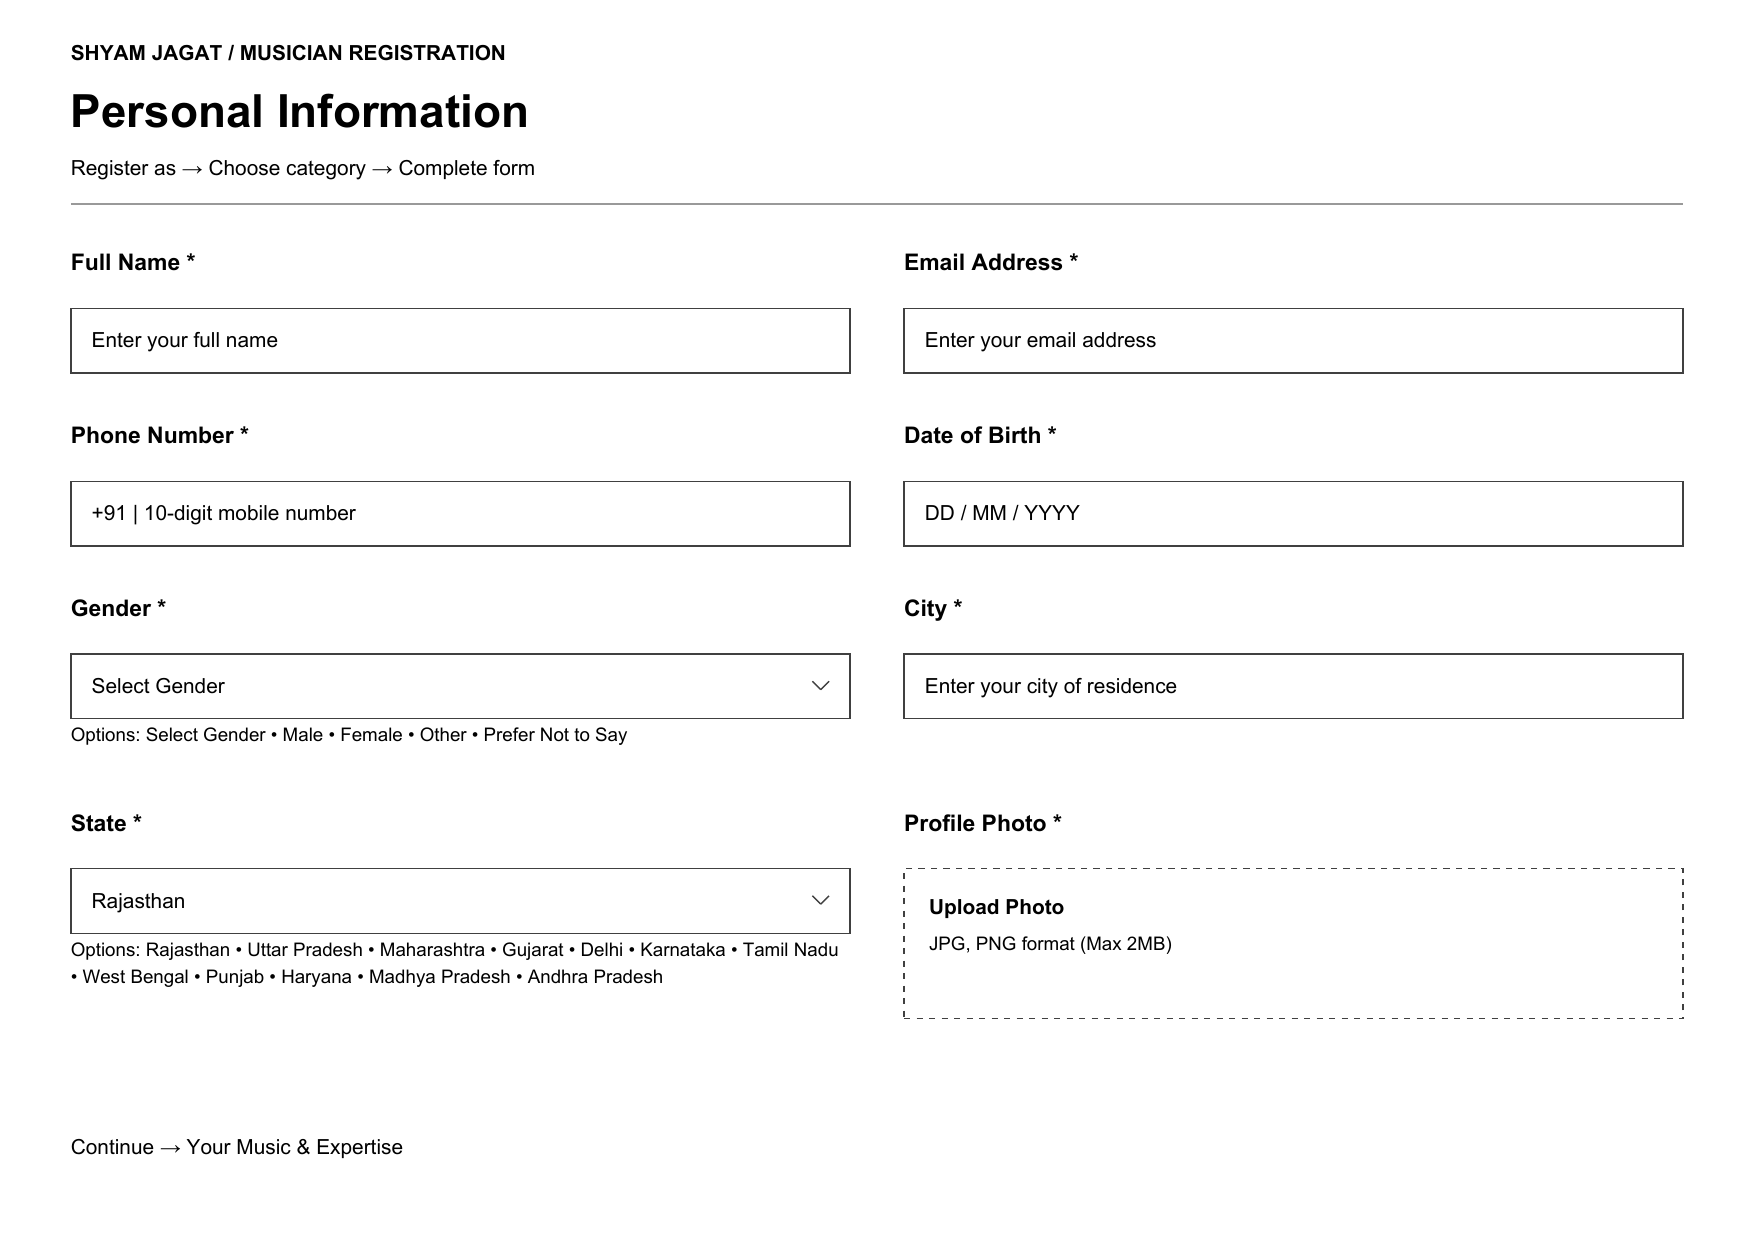 SHYAM JAGAT / MUSICIAN REGISTRATION
Personal Information
Register as → Choose category → Complete form
Full Name *
Enter your full name
Email Address *
Enter your email address
Phone Number *
+91 | 10-digit mobile number
Date of Birth *
DD / MM / YYYY
Gender *
Select Gender
Options: Select Gender • Male • Female • Other • Prefer Not to Say
City *
Enter your city of residence
State *
Rajasthan
Options: Rajasthan • Uttar Pradesh • Maharashtra • Gujarat • Delhi • Karnataka • Tamil Nadu
• West Bengal • Punjab • Haryana • Madhya Pradesh • Andhra Pradesh
Profile Photo *
Upload Photo
JPG, PNG format (Max 2MB)
Continue → Your Music & Expertise